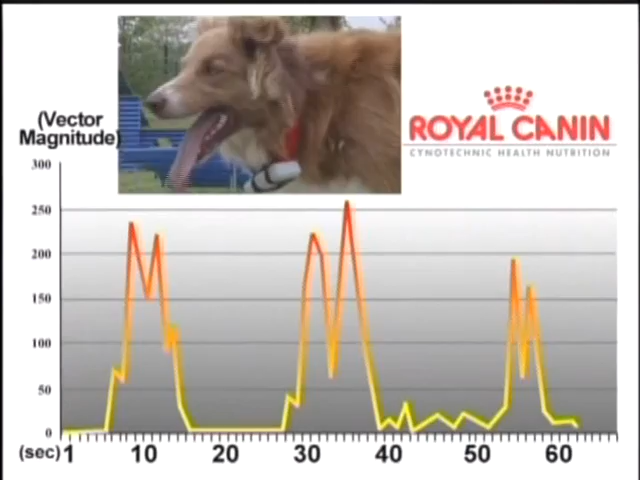 (Vector
Magnitude)
ROYAL CANIN
CYNOTECHNIC HEALTH NUTRITION
300
250
200
150
100
50
0
(sec) 1 10 20 30 40 50 60